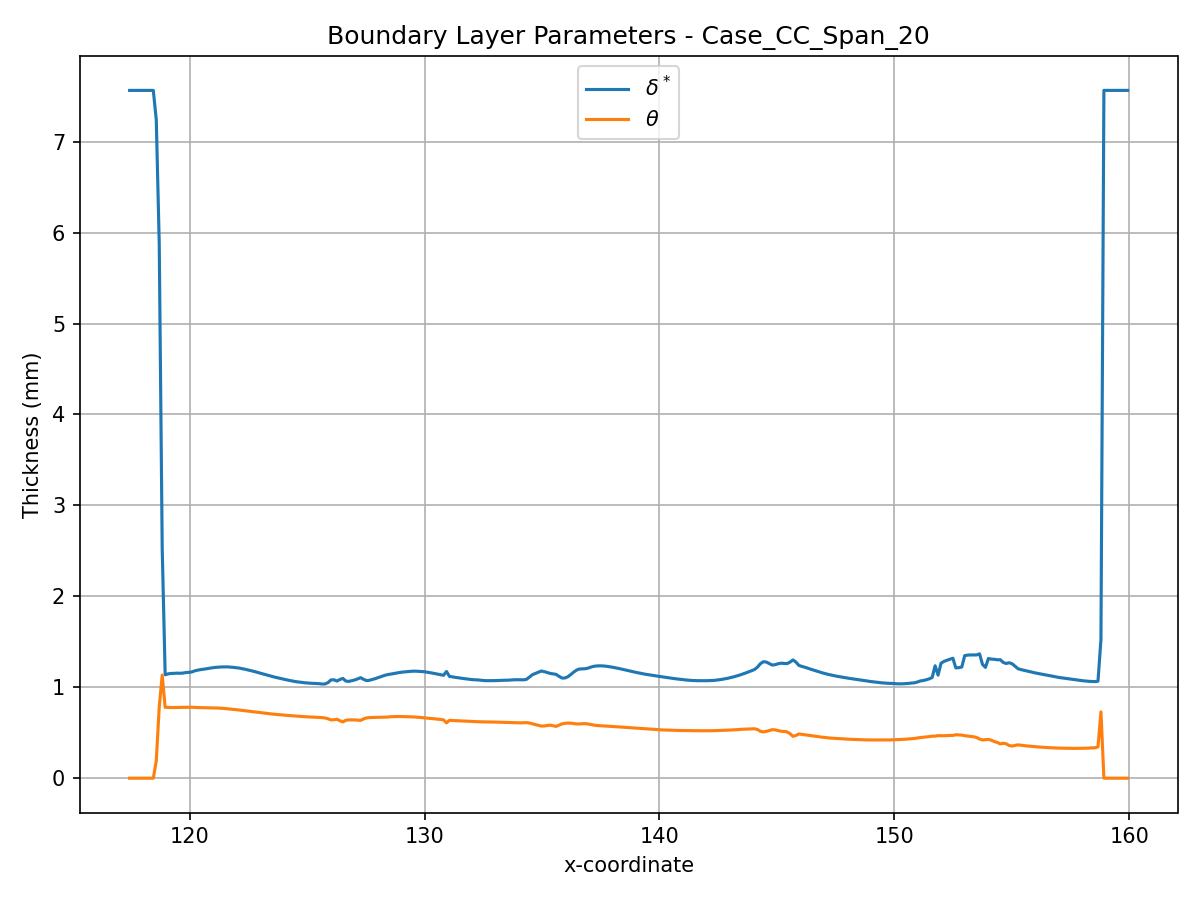 Boundary Layer Parameters - Case_CC_Span_20
δ*
θ
Thickness (mm)
7
6
5
4
3
2
1
0
120 130 140 150 160
x-coordinate